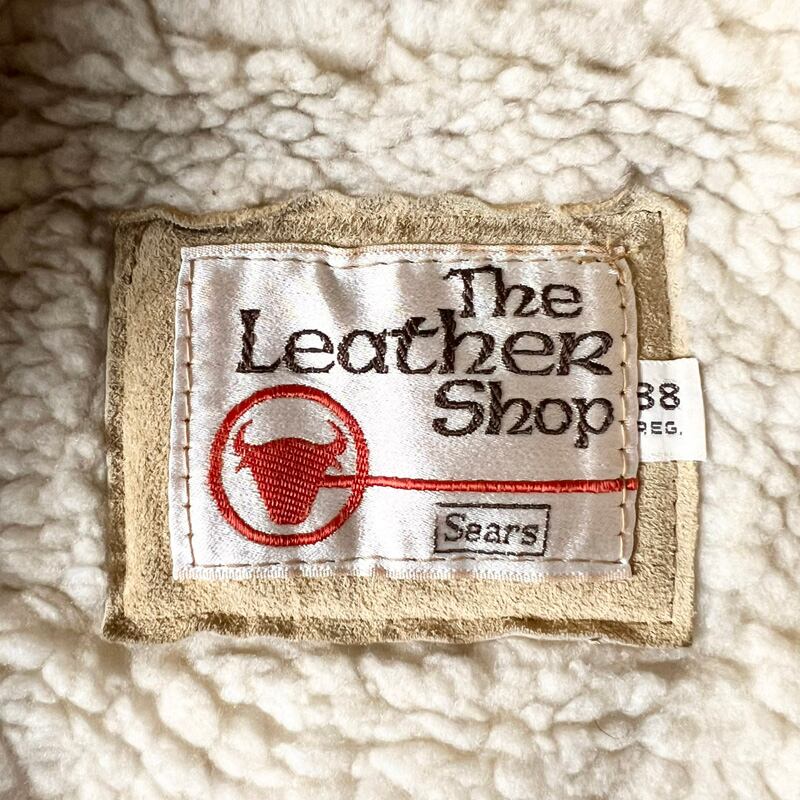 The
Leather
Shop
38
REG.
Sears